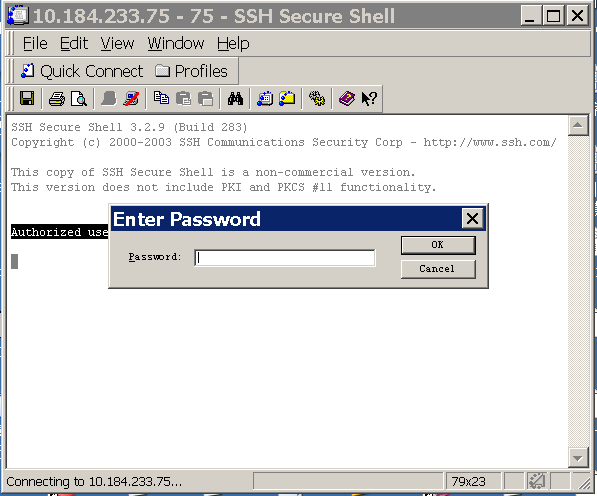 10.184.233.75 - 75 - SSH Secure Shell
File Edit View Window Help
Quick Connect Profiles
SSH Secure Shell 3.2.9 (Build 283)
Copyright (c) 2000-2003 SSH Communications Security Corp - http://www.ssh.com/
This copy of SSH Secure Shell is a non-commercial version.
This version does not include PKI and PKCS #11 functionality.
Authorized use
Enter Password
Password:
OK
Cancel
Connecting to 10.184.233.75...
79x23